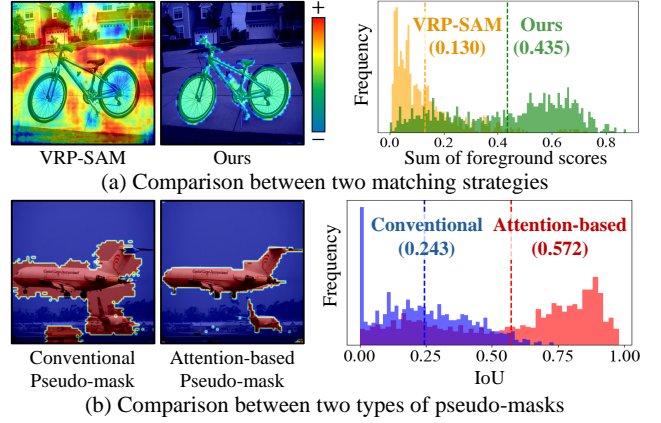 +
−
VRP-SAM
Ours
Frequency
VRP-SAM
(0.130)
Ours
(0.435)
0.0
0.2
0.4
0.6
0.8
Sum of foreground scores
(a) Comparison between two matching strategies
Conventional
Pseudo-mask
Attention-based
Pseudo-mask
Frequency
Conventional
(0.243)
Attention-based
(0.572)
0.00
0.25
0.50
0.75
1.00
IoU
(b) Comparison between two types of pseudo-masks